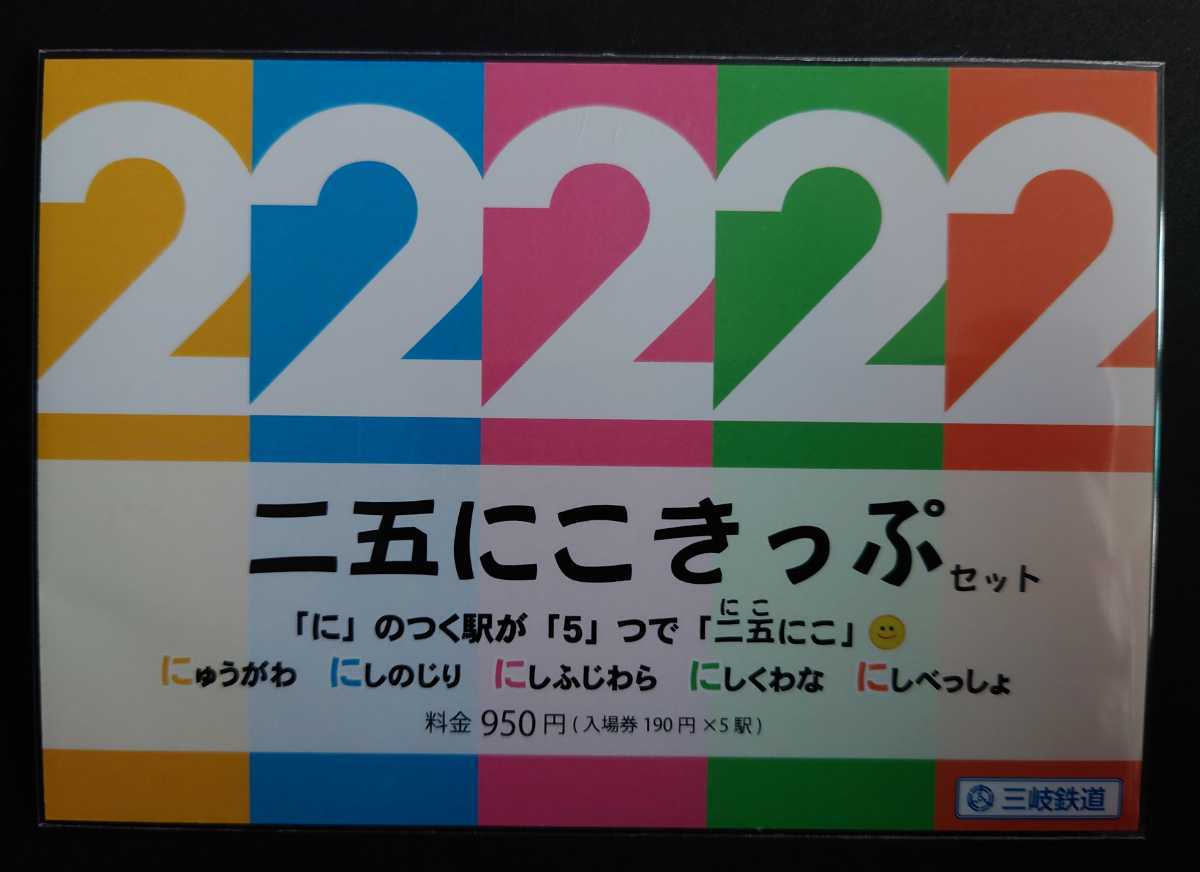 22222
にこ
二五にこきっぷセット
「に」のつく駅が「5」つで「二五にこ」
にゅうがわ にしのじり にしふじわら にしくわな にしべっしょ
料金 950円(入場券190円×5駅)
三岐鉄道